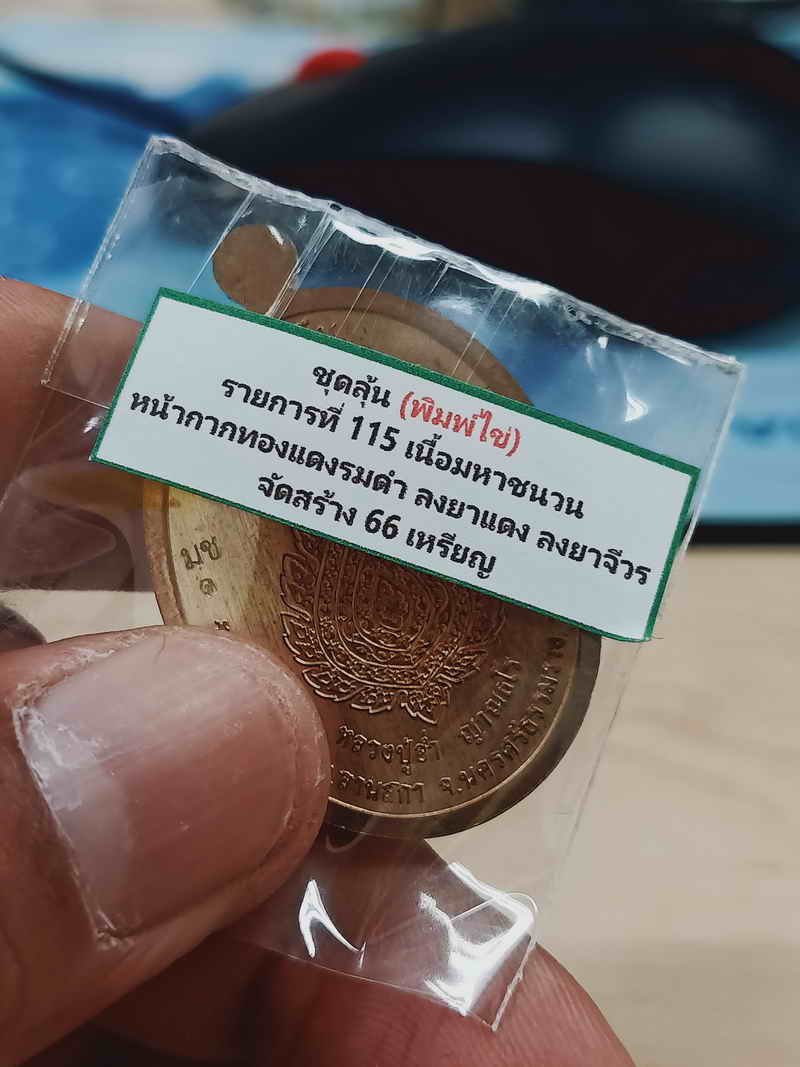 ชุดลุ้น (พิมพ์ไข่)
รายการที่ 115 เนื้อมหาชนวน
หน้ากากทองแดงรมดำ ลงยาแดง ลงยาจีวร
จัดสร้าง 66 เหรียญ
มช
๑
หลวงปู่ฮ่ำ ญาณสโร
จ.นครศรีธรรมราช